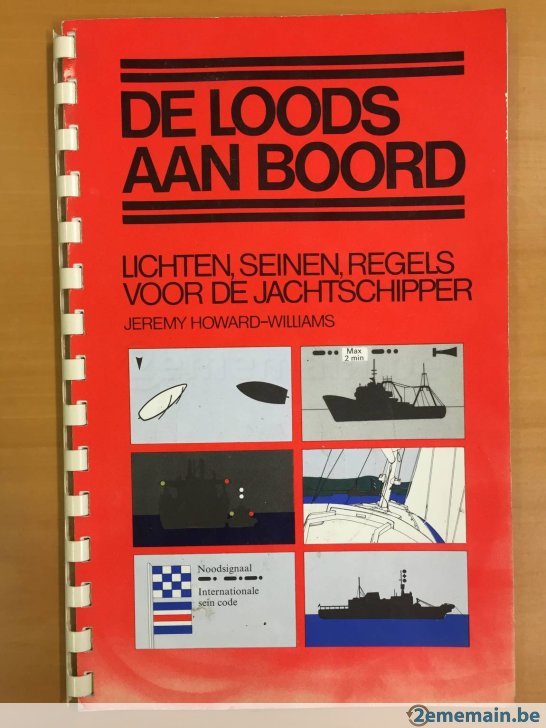 DE LOODS
AAN BOORD
LICHTEN, SEINEN, REGELS
VOOR DE JACHTSCHIPPER
JEREMY HOWARD-WILLIAMS
Max
2 min
Noodsignaal
Internationale
sein code
2ememain.be